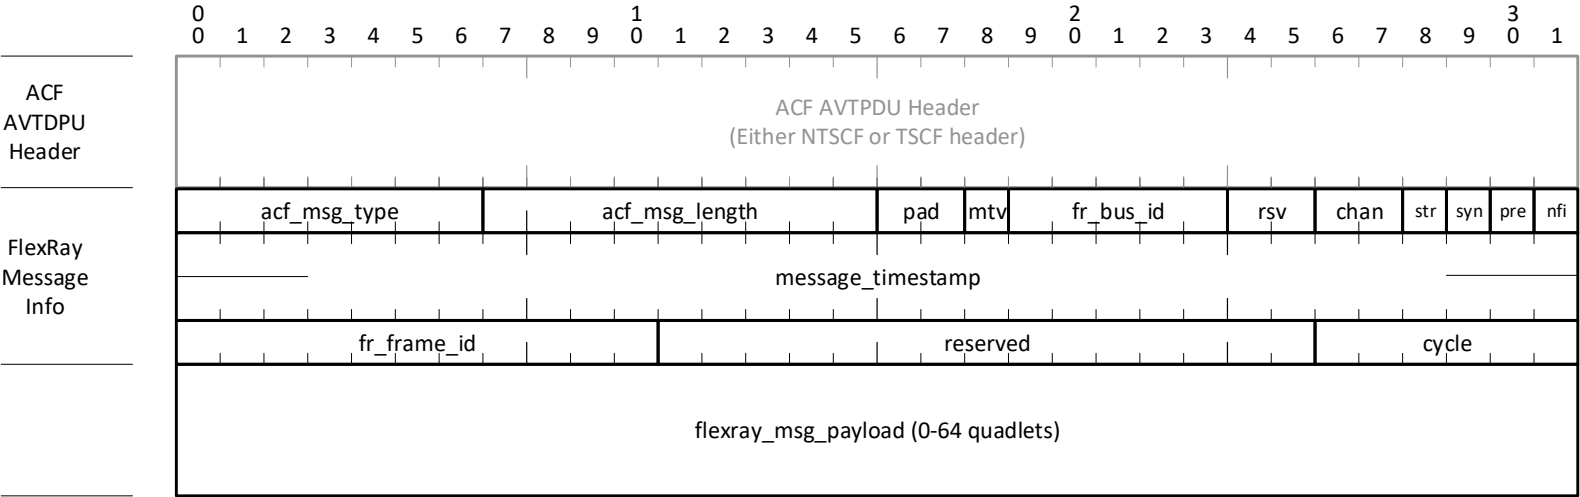 0 1 2 3
0 1 2 3 4 5 6 7 8 9 0 1 2 3 4 5 6 7 8 9 0 1 2 3 4 5 6 7 8 9 0 1
ACF
AVTDPU
Header
ACF AVTPDU Header
(Either NTSCF or TSCF header)
acf_msg_type acf_msg_length pad mtv fr_bus_id rsv chan str syn pre nfi
FlexRay
Message
Info
message_timestamp
fr_frame_id reserved cycle
flexray_msg_payload (0-64 quadlets)